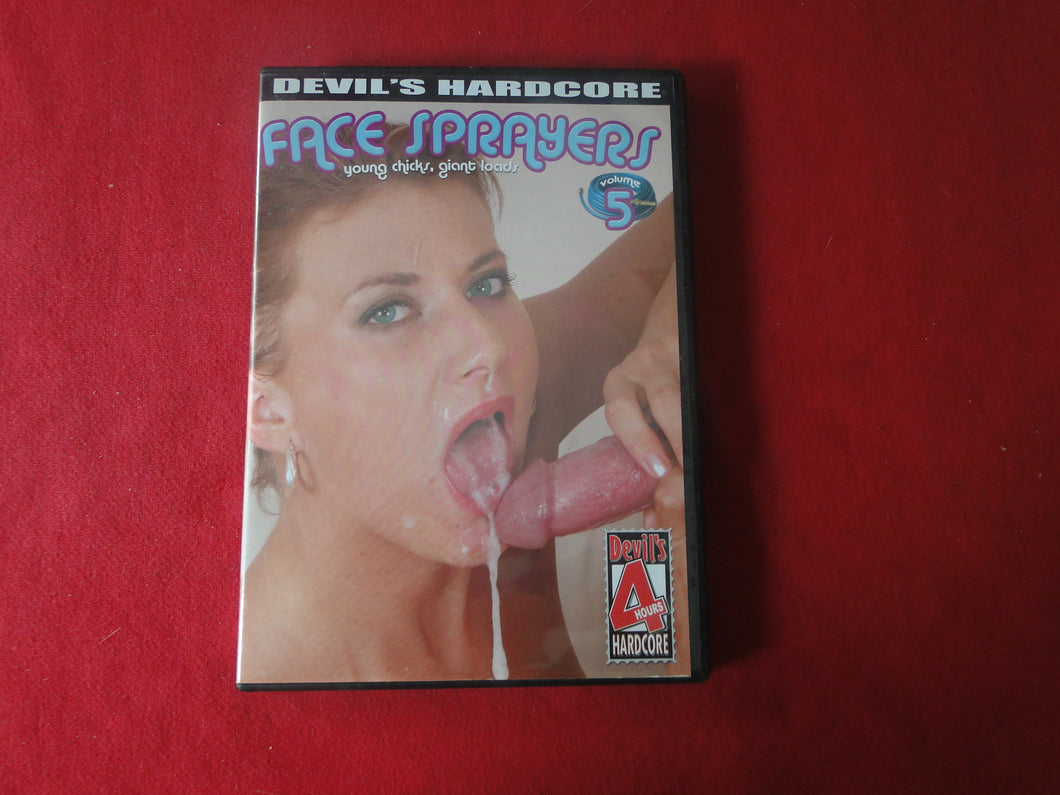 DEVIL'S HARDCORE
FACE SPRAYERS
young chicks, giant loads
volume
5
Devil's
4
HOURS
HARDCORE